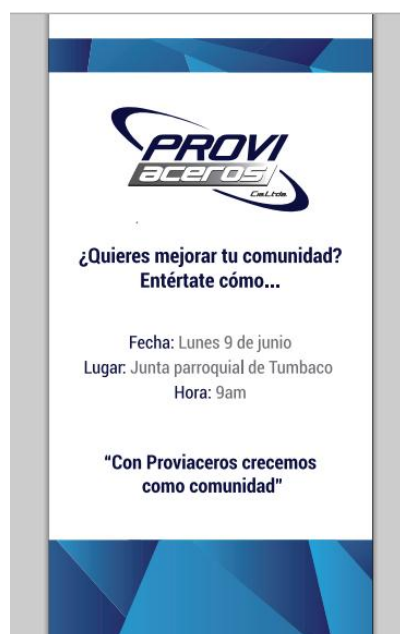 PROVI
aceros
Cia.Ltda.
¿Quieres mejorar tu comunidad?
Entértate cómo...
Fecha: Lunes 9 de junio
Lugar: Junta parroquial de Tumbaco
Hora: 9am
“Con Proviaceros crecemos
como comunidad”